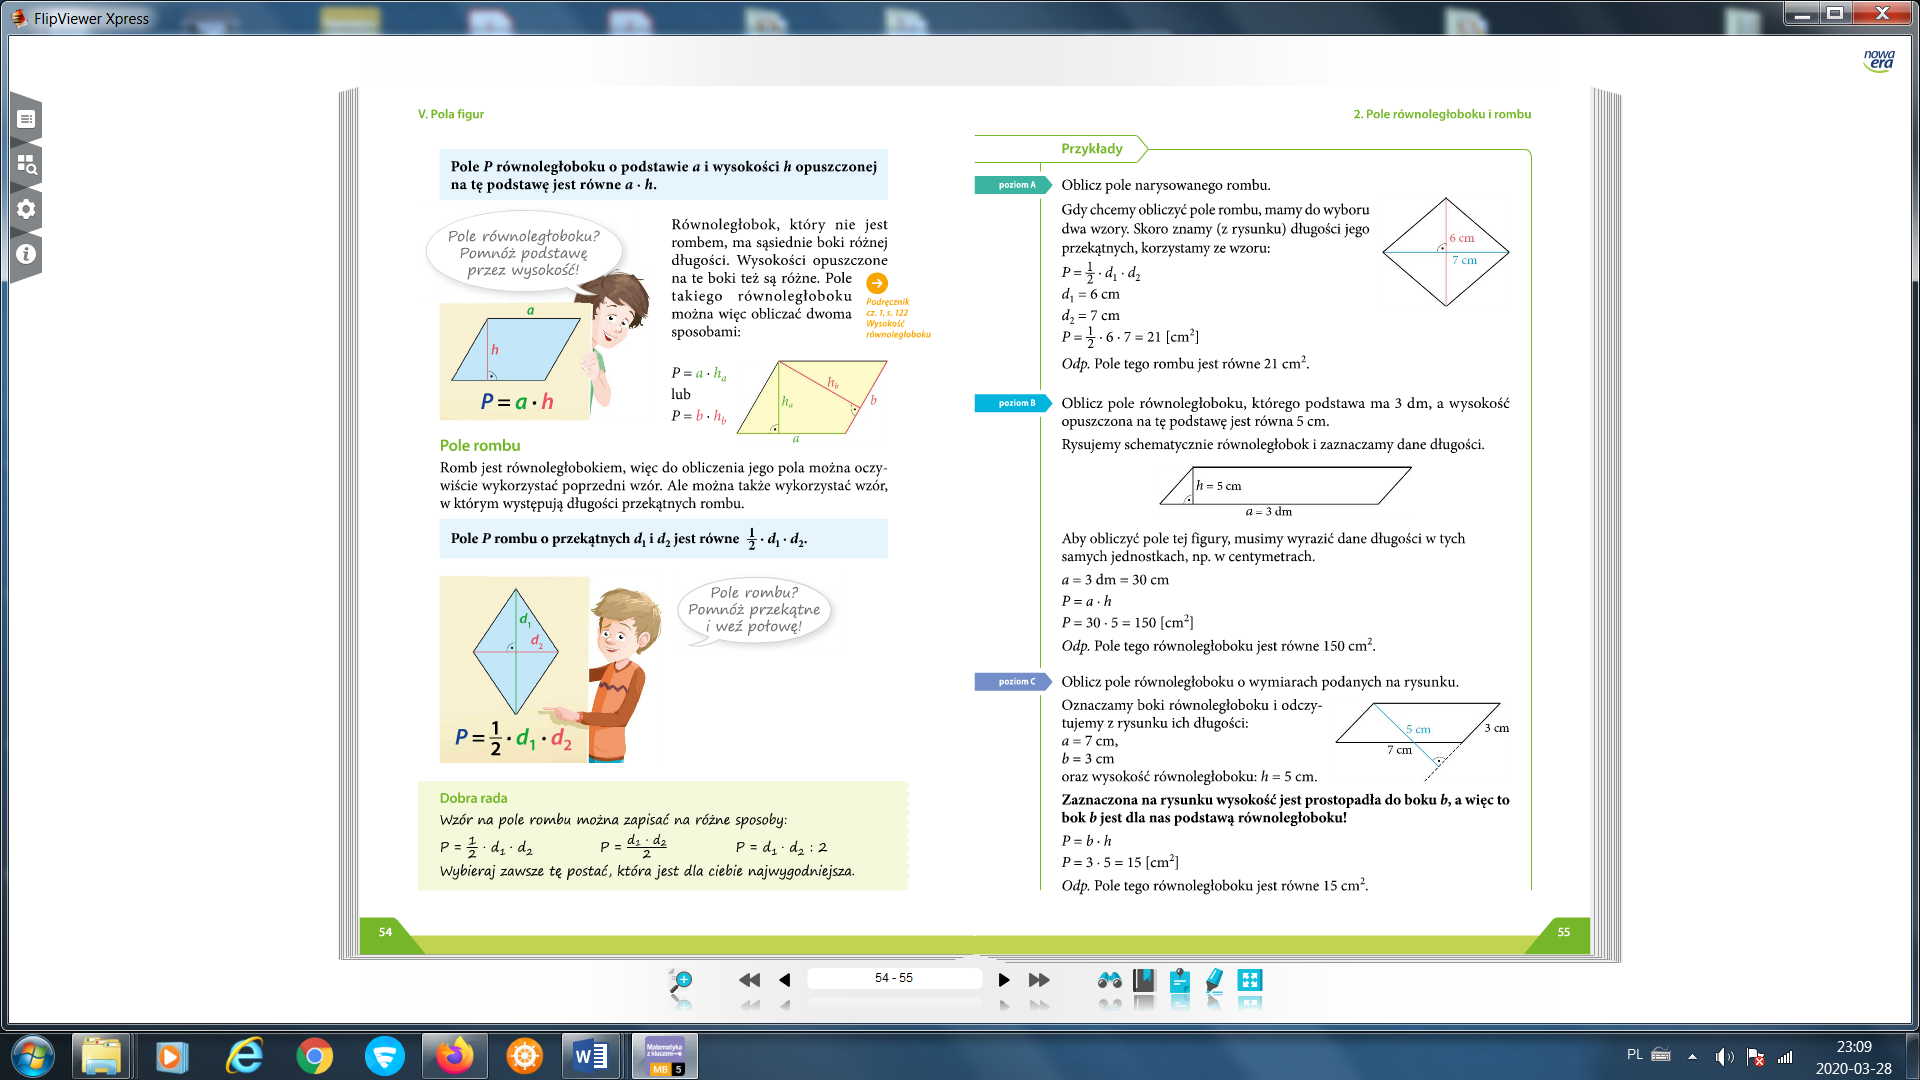 FlipViewer Xpress
nowa
era
V. Pola figur
Pole P równoległoboku o podstawie a i wysokości h opuszczonej
na tę podstawę jest równe a · h.
Pole równoległoboku?
Pomnóż podstawę
przez wysokość!
a
h
P = a · h
Równoległobok, który nie jest
rombem, ma sąsiednie boki różnej
długości. Wysokości opuszczone
na te boki też są różne. Pole
takiego równoległoboku
można więc obliczać dwoma
sposobami:
Podręcznik
cz. 1, s. 122
Wysokość
równoległoboku
P = a · hₐ
lub
P = b · h_b
hₐ
h_b
b
a
Pole rombu
Romb jest równoległobokiem, więc do obliczenia jego pola można oczy-
wiście wykorzystać poprzedni wzór. Ale można także wykorzystać wzór,
w którym występują długości przekątnych rombu.
Pole P rombu o przekątnych d₁ i d₂ jest równe 1/2 · d₁ · d₂.
d₁
d₂
P = 1/2 · d₁ · d₂
Pole rombu?
Pomnóż przekątne
i weź połowę!
Dobra rada
Wzór na pole rombu można zapisać na różne sposoby:
P = 1/2 · d₁ · d₂ P = d₁ · d₂/2 P = d₁ · d₂ : 2
Wybieraj zawsze tę postać, która jest dla ciebie najwygodniejsza.
54
2. Pole równoległoboku i rombu
Przykłady
poziom A
Oblicz pole narysowanego rombu.
Gdy chcemy obliczyć pole rombu, mamy do wyboru
dwa wzory. Skoro znamy (z rysunku) długości jego
przekątnych, korzystamy ze wzoru:
P = 1/2 · d₁ · d₂
d₁ = 6 cm
d₂ = 7 cm
P = 1/2 · 6 · 7 = 21 [cm²]
Odp. Pole tego rombu jest równe 21 cm².
6 cm
7 cm
poziom B
Oblicz pole równoległoboku, którego podstawa ma 3 dm, a wysokość
opuszczona na tę podstawę jest równa 5 cm.
Rysujemy schematycznie równoległobok i zaznaczamy dane długości.
h = 5 cm
a = 3 dm
Aby obliczyć pole tej figury, musimy wyrazić dane długości w tych
samych jednostkach, np. w centymetrach.
a = 3 dm = 30 cm
P = a · h
P = 30 · 5 = 150 [cm²]
Odp. Pole tego równoległoboku jest równe 150 cm².
poziom C
Oblicz pole równoległoboku o wymiarach podanych na rysunku.
Oznaczamy boki równoległoboku i odczy-
tujemy z rysunku ich długości:
a = 7 cm,
b = 3 cm
oraz wysokość równoległoboku: h = 5 cm.
5 cm
3 cm
7 cm
Zaznaczona na rysunku wysokość jest prostopadła do boku b, a więc to
bok b jest dla nas podstawą równoległoboku!
P = b · h
P = 3 · 5 = 15 [cm²]
Odp. Pole tego równoległoboku jest równe 15 cm².
55
54 - 55
Matematyka
z kluczem
MB 5
PL
23:09
2020-03-28